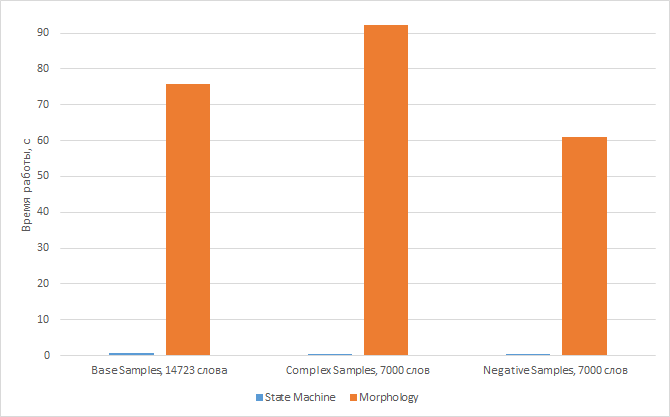 90
80
70
60
50
40
30
20
10
0
Время работы, с
Base Samples, 14723 слова
Complex Samples, 7000 слов
Negative Samples, 7000 слов
State Machine
Morphology